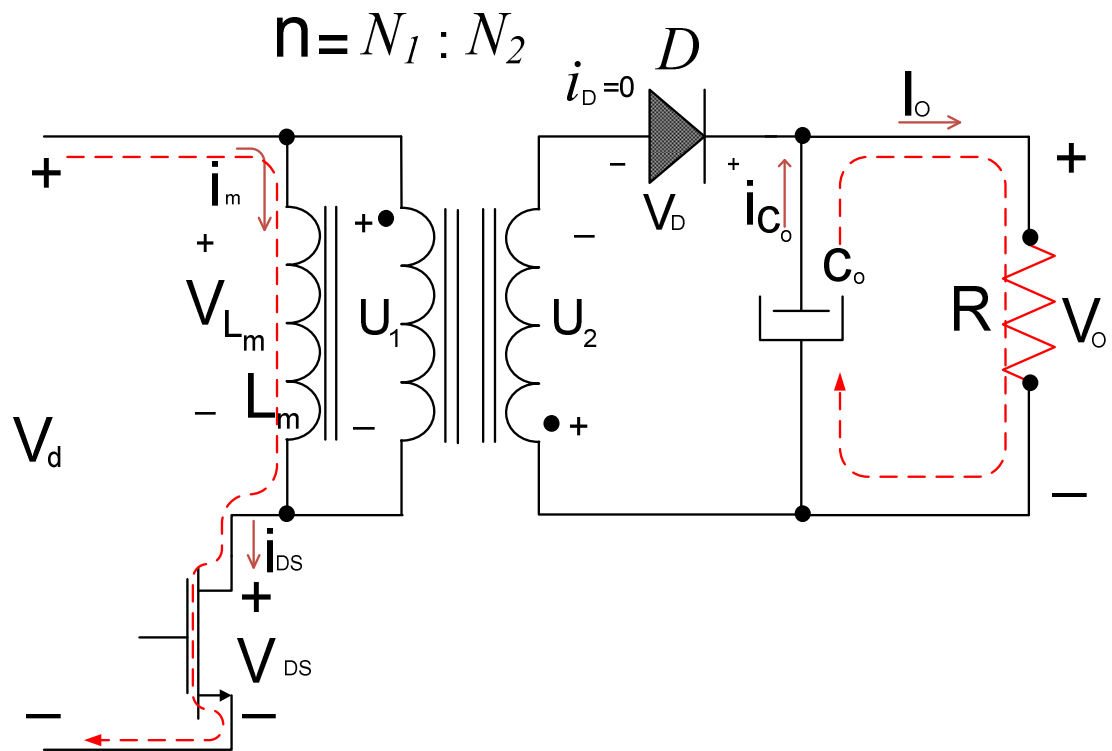 n = N1 : N2
D
iD =0
IO
+
im
+
+
−
−
+
VD
iCo
+
−
Co
VLm
U1
U2
R
VO
−
Lm
−
+
Vd
−
iDS
+
VDS
−
−